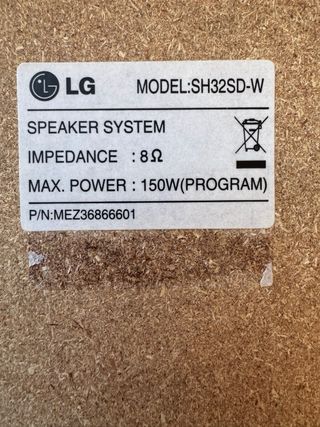 LG MODEL:SH32SD-W
SPEAKER SYSTEM
IMPEDANCE : 8Ω
MAX. POWER : 150W(PROGRAM)
P/N:MEZ36866601